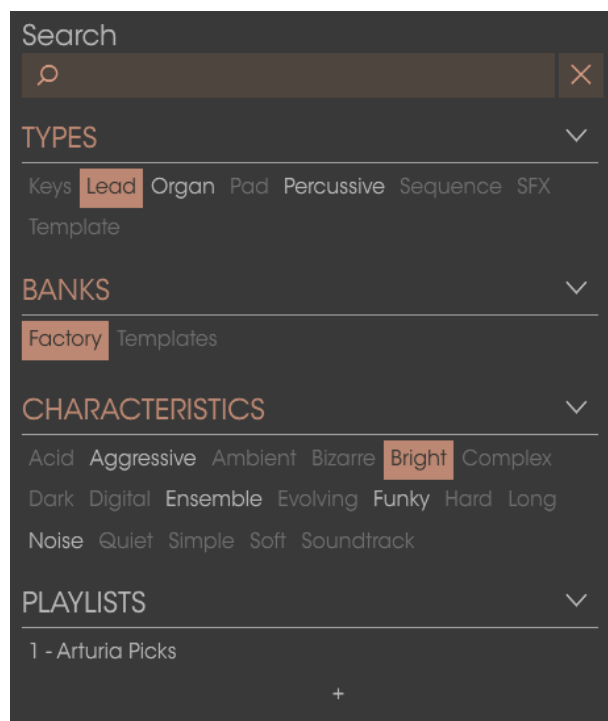 Search
TYPES
Keys Lead Organ Pad Percussive Sequence SFX
Template
BANKS
Factory Templates
CHARACTERISTICS
Acid Aggressive Ambient Bizarre Bright Complex
Dark Digital Ensemble Evolving Funky Hard Long
Noise Quiet Simple Soft Soundtrack
PLAYLISTS
1 - Arturia Picks
+